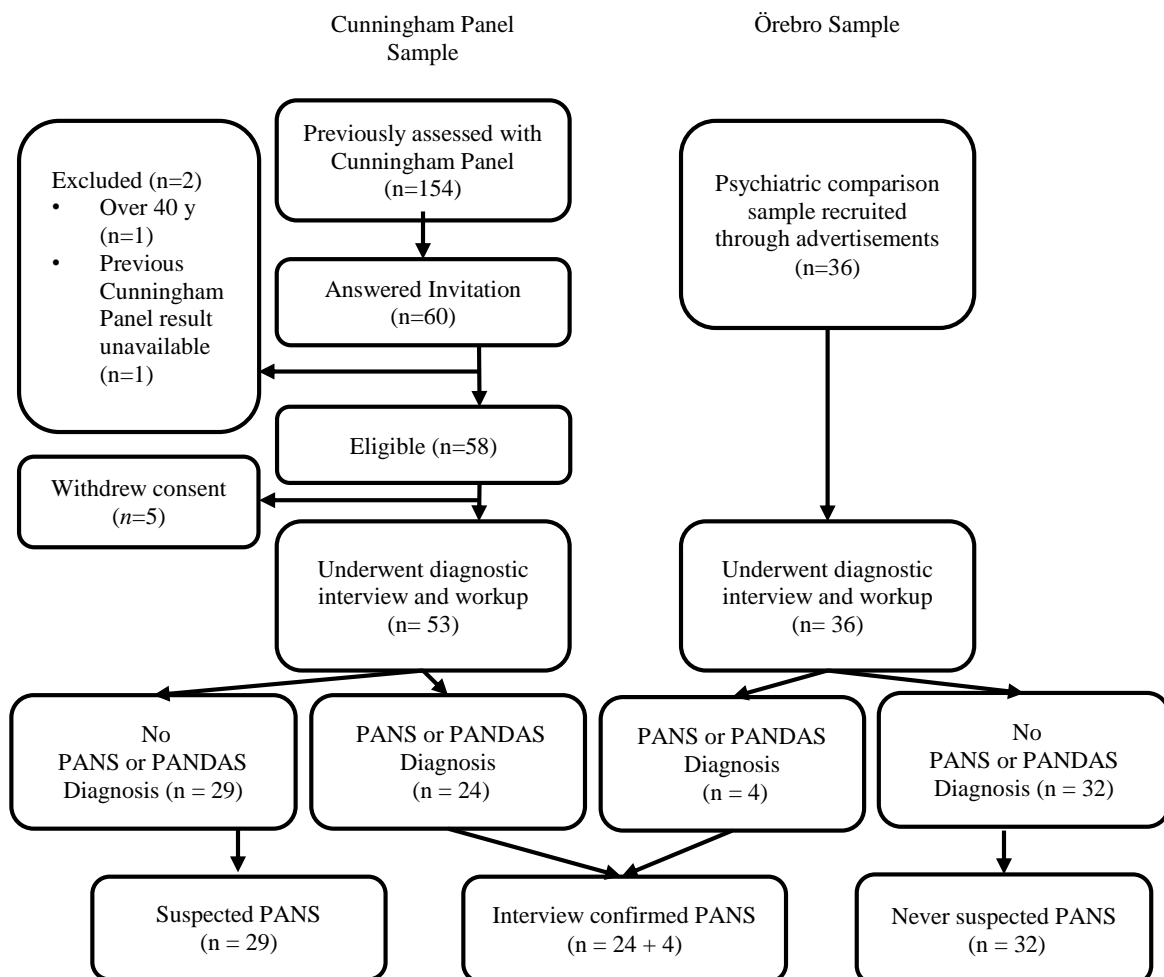 Cunningham Panel
Sample
Örebro Sample
Previously assessed with
Cunningham Panel
(n=154)
Excluded (n=2)
• Over 40 y
(n=1)
• Previous
Cunningham
Panel result
unavailable
(n=1)
Psychiatric comparison
sample recruited
through advertisements
(n=36)
Answered Invitation
(n=60)
Eligible (n=58)
Withdrew consent
(n=5)
Underwent diagnostic
interview and workup
(n= 53)
Underwent diagnostic
interview and workup
(n= 36)
No
PANS or PANDAS
Diagnosis (n = 29)
PANS or PANDAS
Diagnosis
(n = 24)
PANS or PANDAS
Diagnosis
(n = 4)
No
PANS or PANDAS
Diagnosis (n = 32)
Suspected PANS
(n = 29)
Interview confirmed PANS
(n = 24 + 4)
Never suspected PANS
(n = 32)